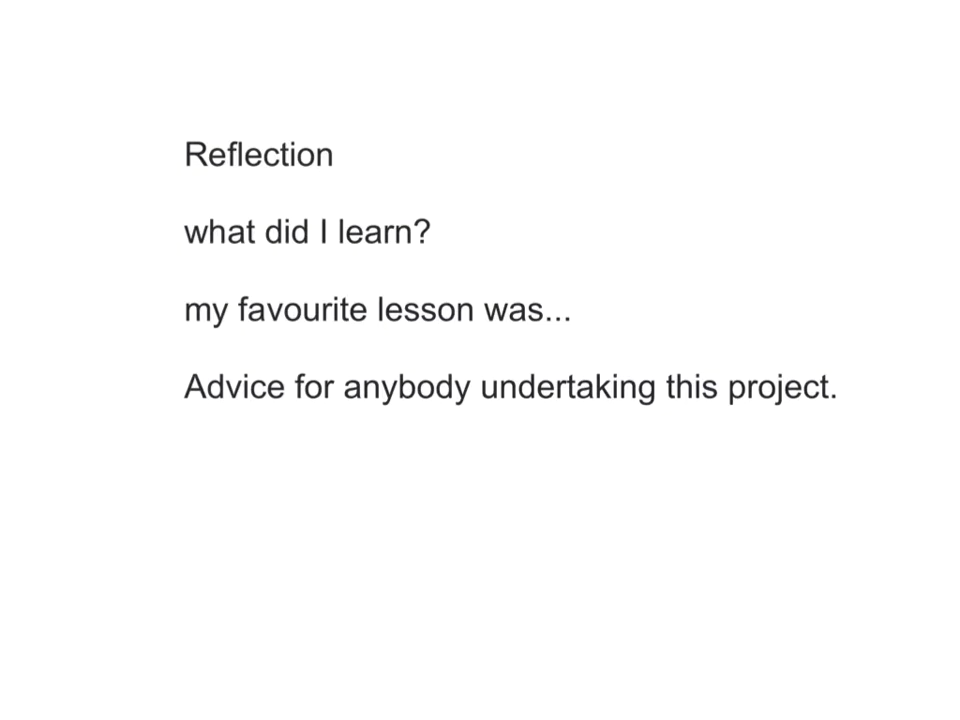 Reflection
what did I learn?
my favourite lesson was...
Advice for anybody undertaking this project.